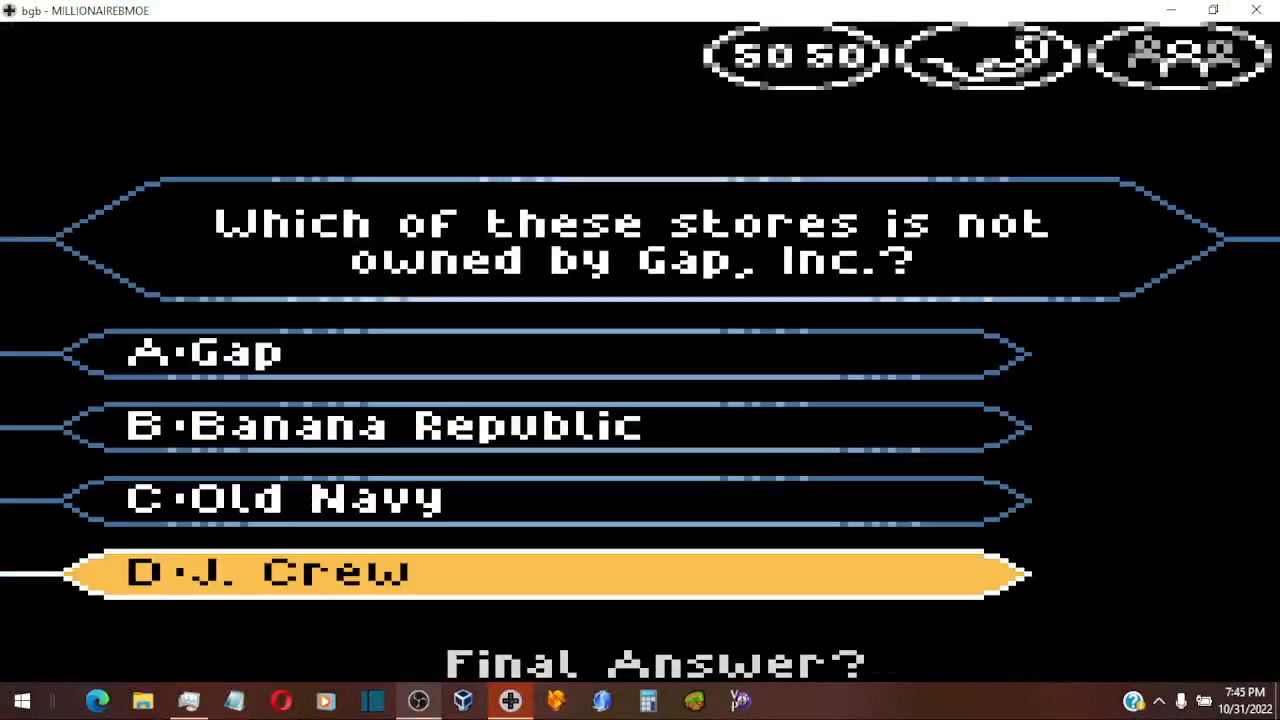 bgb - MILLIONAIREBMOE
50 50
Which of these stores is not
owned by Gap, Inc.?
A·Gap
B·Banana Republic
C·Old Navy
D·J. Crew
Final Answer?
7:45 PM
10/31/2022